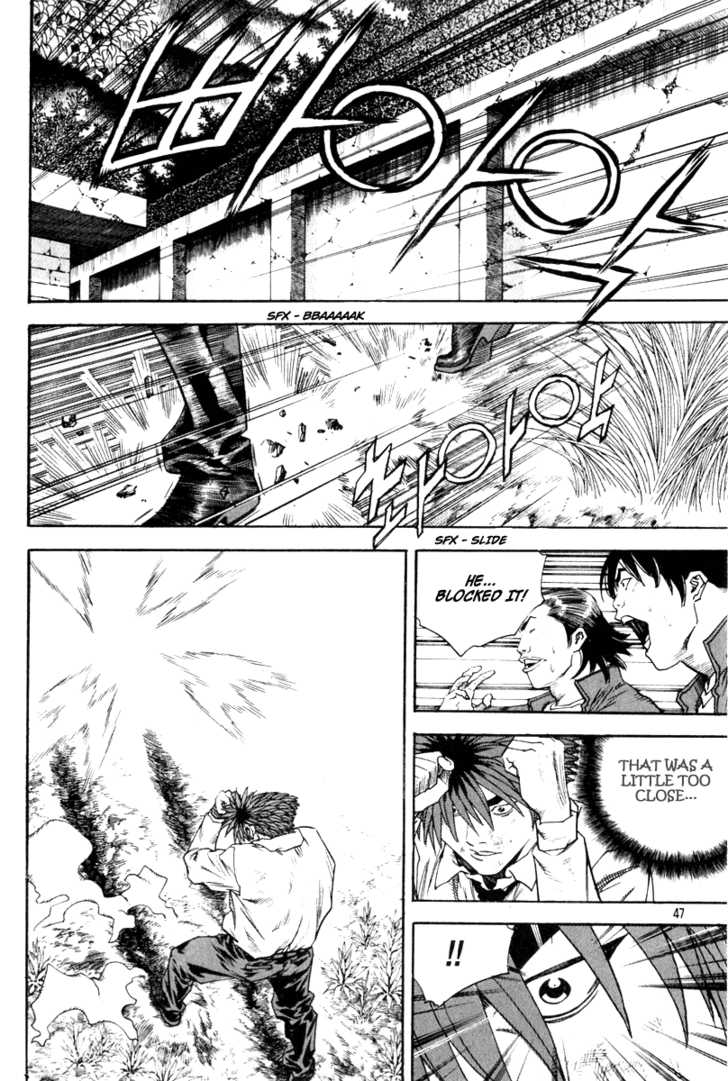 빠아아악
SFX - BBAAAAAK
촤아아아
SFX - SLIDE
HE...
BLOCKED IT!
THAT WAS A
LITTLE TOO
CLOSE...
47
!!